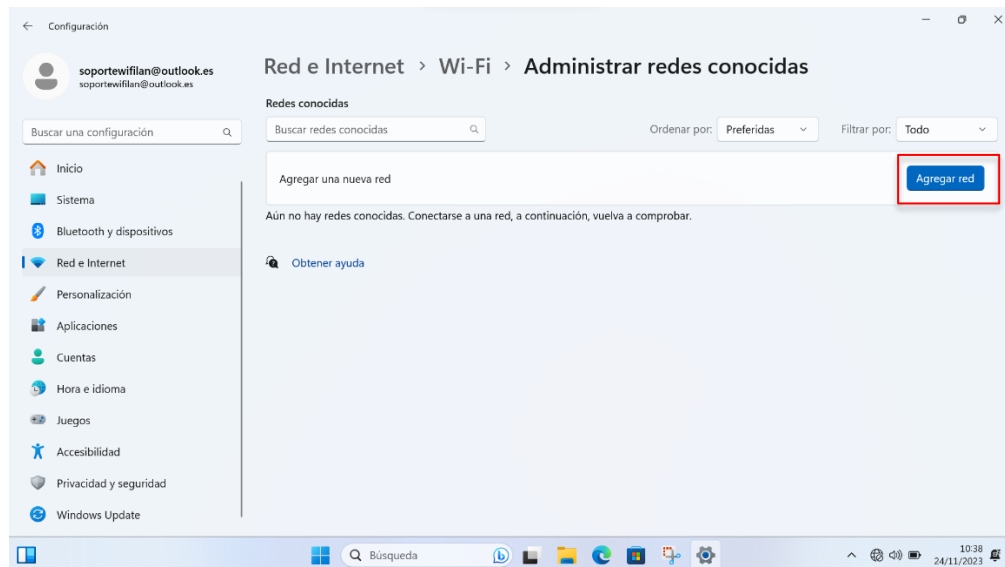 Configuración
soportewifilan@outlook.es
soportewifilan@outlook.es
Buscar una configuración
Inicio
Sistema
Bluetooth y dispositivos
Red e Internet
Personalización
Aplicaciones
Cuentas
Hora e idioma
Juegos
Accesibilidad
Privacidad y seguridad
Windows Update
Red e Internet > Wi-Fi > Administrar redes conocidas
Redes conocidas
Buscar redes conocidas
Ordenar por: Preferidas
Filtrar por: Todo
Agregar una nueva red
Agregar red
Aún no hay redes conocidas. Conectarse a una red, a continuación, vuelva a comprobar.
Obtener ayuda
Búsqueda
10:38
24/11/2023